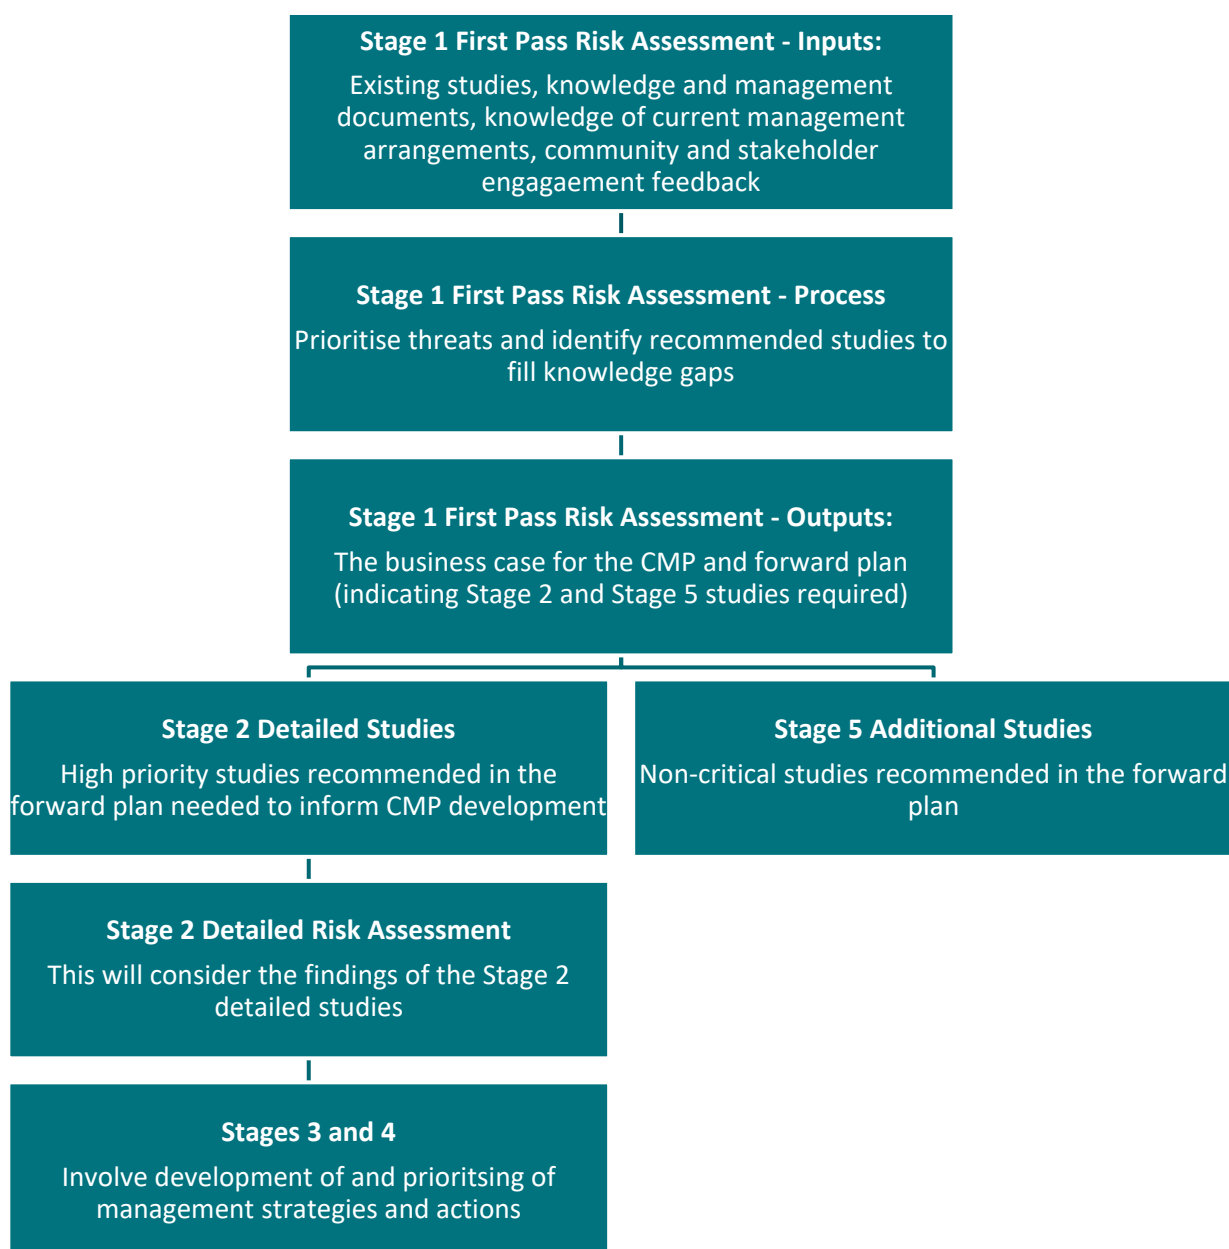 Stage 1 First Pass Risk Assessment - Inputs:
Existing studies, knowledge and management
documents, knowledge of current management
arrangements, community and stakeholder
engagaement feedback
Stage 1 First Pass Risk Assessment - Process
Prioritise threats and identify recommended studies to
fill knowledge gaps
Stage 1 First Pass Risk Assessment - Outputs:
The business case for the CMP and forward plan
(indicating Stage 2 and Stage 5 studies required)
Stage 2 Detailed Studies
High priority studies recommended in the
forward plan needed to inform CMP development
Stage 5 Additional Studies
Non-critical studies recommended in the forward
plan
Stage 2 Detailed Risk Assessment
This will consider the findings of the Stage 2
detailed studies
Stages 3 and 4
Involve development of and prioritsing of
management strategies and actions